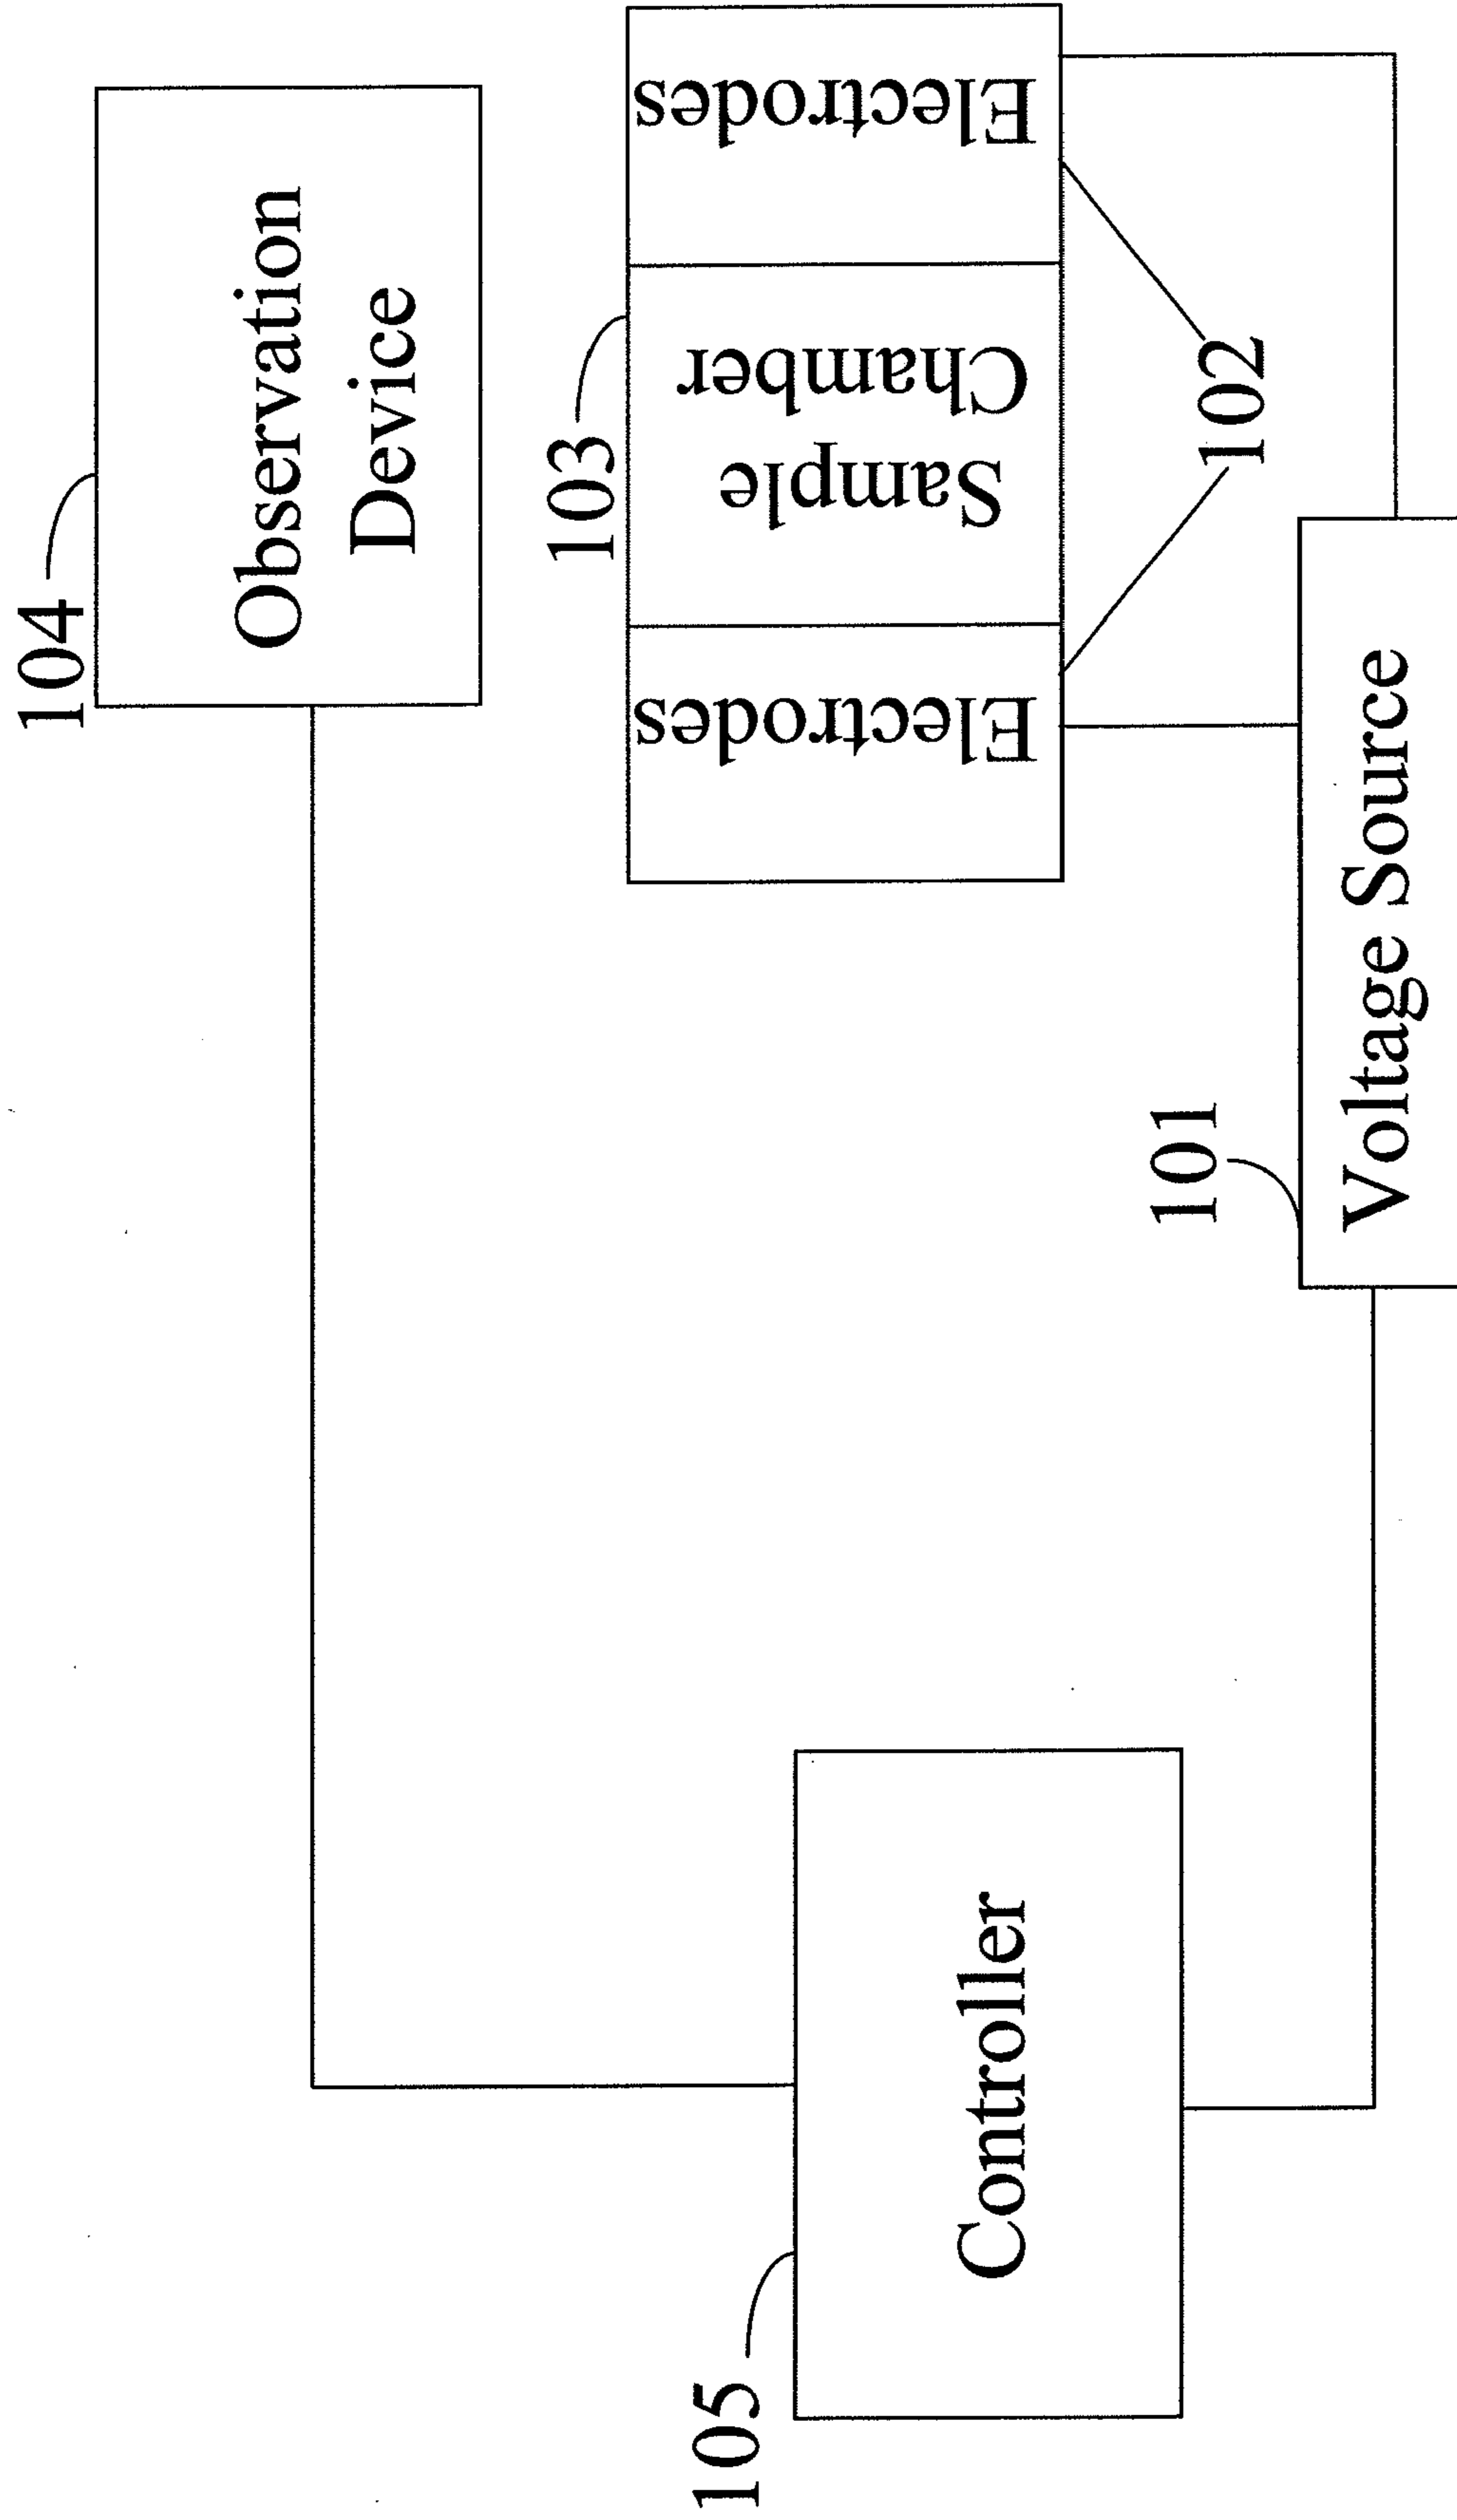 104
Observation
Device
103
Electrodes
Sample
Chamber
Electrodes
102
101
Voltage Source
105
Controller